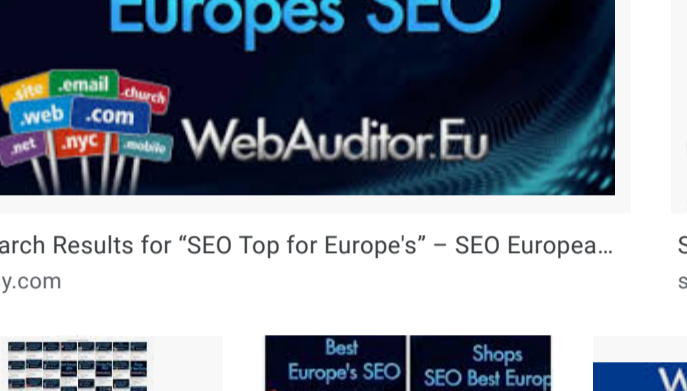 Europes SEO
.site .email .church
.web .com
.net .nyc .mobile
WebAuditor.Eu
arch Results for “SEO Top for Europe's” – SEO Europea...
S
y.com
s
Best
Europe's SEO
Shops
SEO Best Europ
W